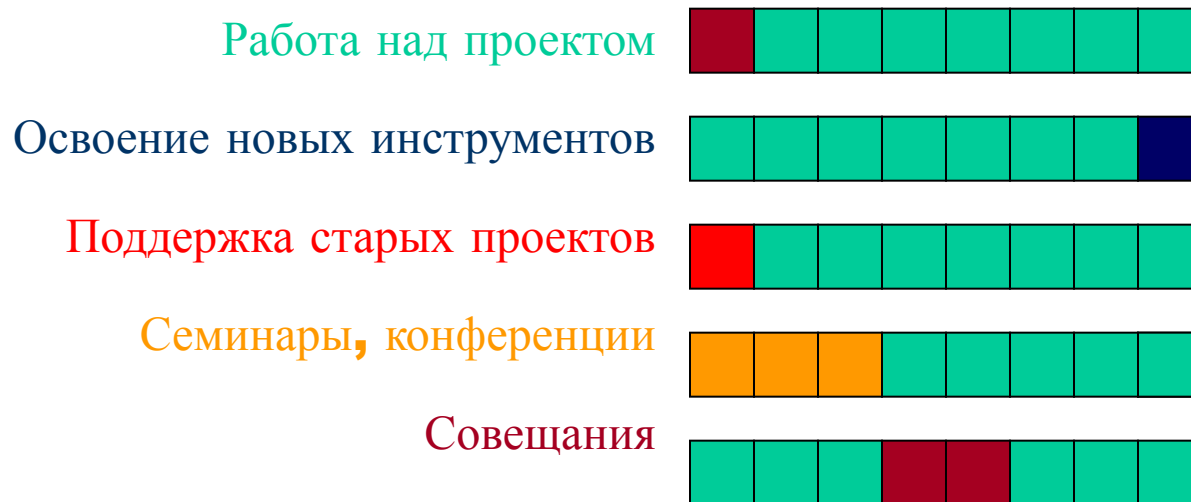 Работа над проектом
Освоение новых инструментов
Поддержка старых проектов
Семинары, конференции
Совещания